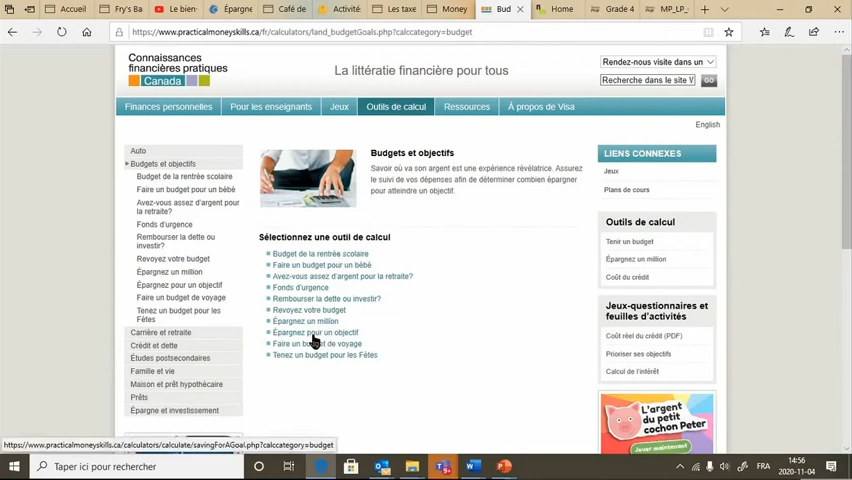 Accueil
Fry's Ba
Le bien-
Épargne
Café de
Activité
Les taxe
Money
Bud
Home
Grade 4
MP_LP_
https://www.practicalmoneyskills.ca/fr/calculators/land_budgetGoals.php?calccategory=budget
Connaissances
financières pratiques
Canada
La littératie financière pour tous
Rendez-nous visite dans un
Recherche dans le site V
GO
Finances personnelles
Pour les enseignants
Jeux
Outils de calcul
Ressources
À propos de Visa
English
Auto
Budgets et objectifs
Budget de la rentrée scolaire
Faire un budget pour un bébé
Avez-vous assez d'argent pour
la retraite?
Fonds d'urgence
Rembourser la dette ou
investir?
Revoyez votre budget
Épargnez un million
Épargnez pour un objectif
Faire un budget de voyage
Tenez un budget pour les
Fêtes
Carrière et retraite
Crédit et dette
Études postsecondaires
Famille et vie
Maison et prêt hypothécaire
Prêts
Épargne et investissement
Budgets et objectifs
Savoir où va son argent est une expérience révélatrice. Assurez
le suivi de vos dépenses afin de déterminer combien épargner
pour atteindre un objectif.
Sélectionnez une outil de calcul
Budget de la rentrée scolaire
Faire un budget pour un bébé
Avez-vous assez d'argent pour la retraite?
Fonds d'urgence
Rembourser la dette ou investir?
Revoyez votre budget
Épargnez un million
Épargnez pour un objectif
Faire un budget de voyage
Tenez un budget pour les Fêtes
LIENS CONNEXES
Jeux
Plans de cours
Outils de calcul
Tenir un budget
Épargnez un million
Coût du crédit
Jeux-questionnaires et
feuilles d'activités
Coût réel du crédit (PDF)
Prioriser ses objectifs
Calcul de l'intérêt
L'argent
du petit
cochon Peter
Jouer maintenant
https://www.practicalmoneyskills.ca/calculators/calculate/savingForAGoal.php?calccategory=budget
Taper ici pour rechercher
FRA
14:56
2020-11-04